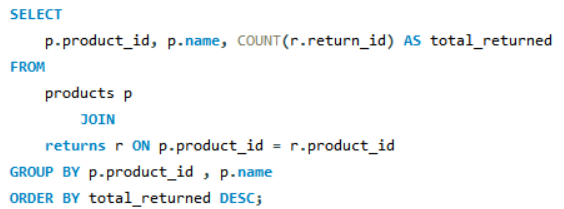 SELECT
p.product_id, p.name, COUNT(r.return_id) AS total_returned
FROM
products p
JOIN
returns r ON p.product_id = r.product_id
GROUP BY p.product_id , p.name
ORDER BY total_returned DESC;